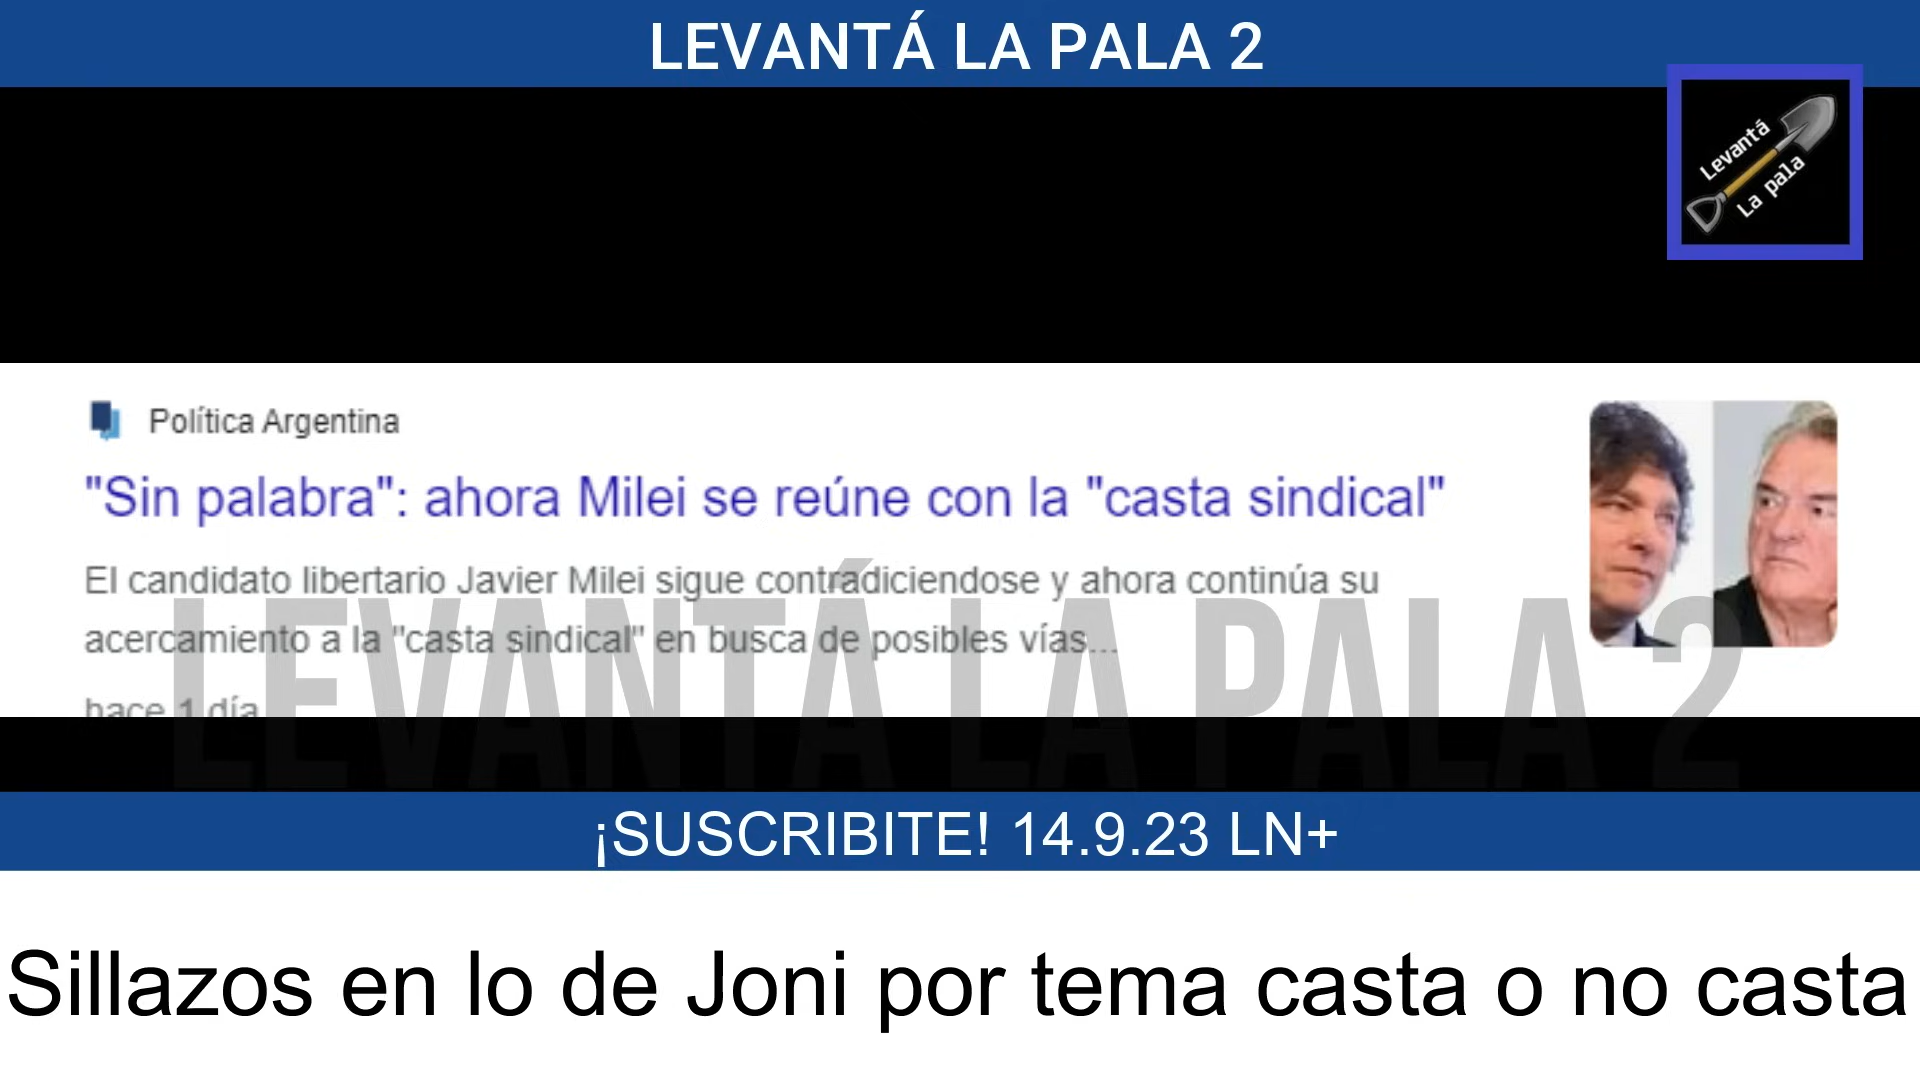 LEVANTÁ LA PALA 2
Levantá
La pala
Política Argentina
"Sin palabra": ahora Milei se reúne con la "casta sindical"
El candidato libertario Javier Milei sigue contradiciendose y ahora continúa su
acercamiento a la "casta sindical" en busca de posibles vías...
hace 1 día
LEVANTÁ LA PALA 2
¡SUSCRIBITE! 14.9.23 LN+
Sillazos en lo de Joni por tema casta o no casta